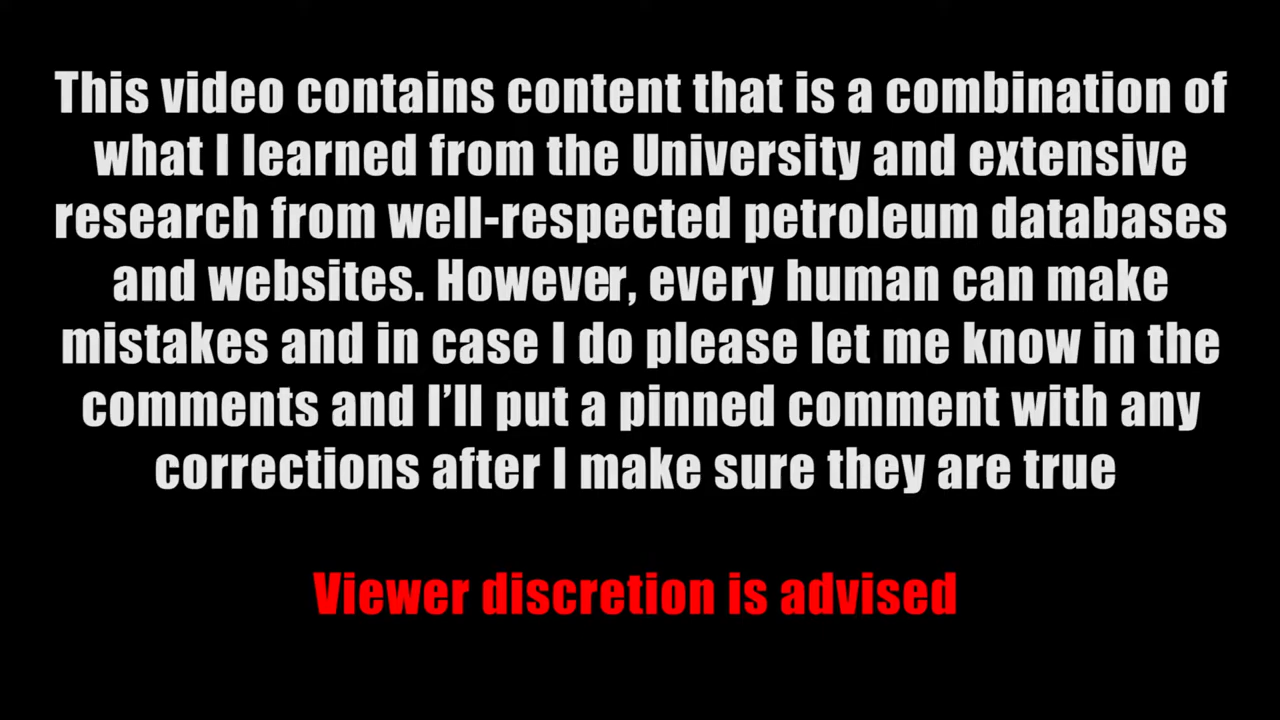 This video contains content that is a combination of
what I learned from the University and extensive
research from well-respected petroleum databases
and websites. However, every human can make
mistakes and in case I do please let me know in the
comments and I’ll put a pinned comment with any
corrections after I make sure they are true
Viewer discretion is advised